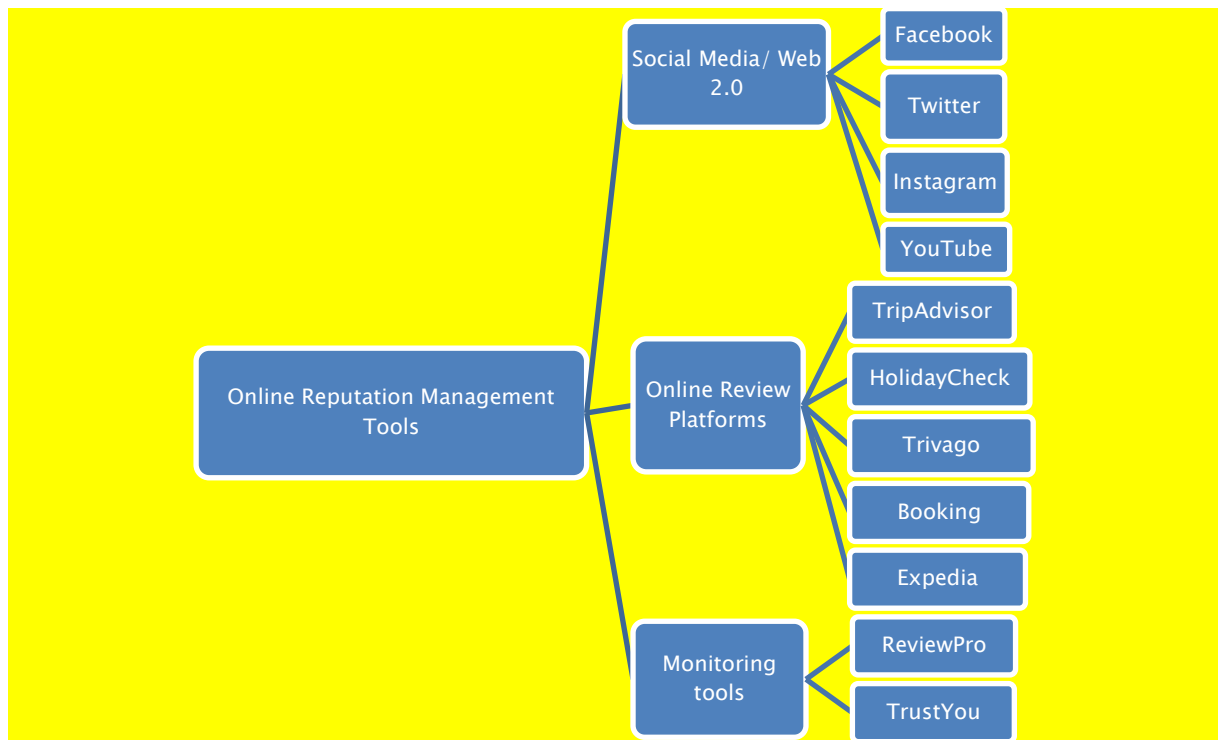 Social Media/ Web
2.0
Facebook
Twitter
Instagram
YouTube
Online Reputation Management
Tools
Online Review
Platforms
TripAdvisor
HolidayCheck
Trivago
Booking
Expedia
Monitoring
tools
ReviewPro
TrustYou